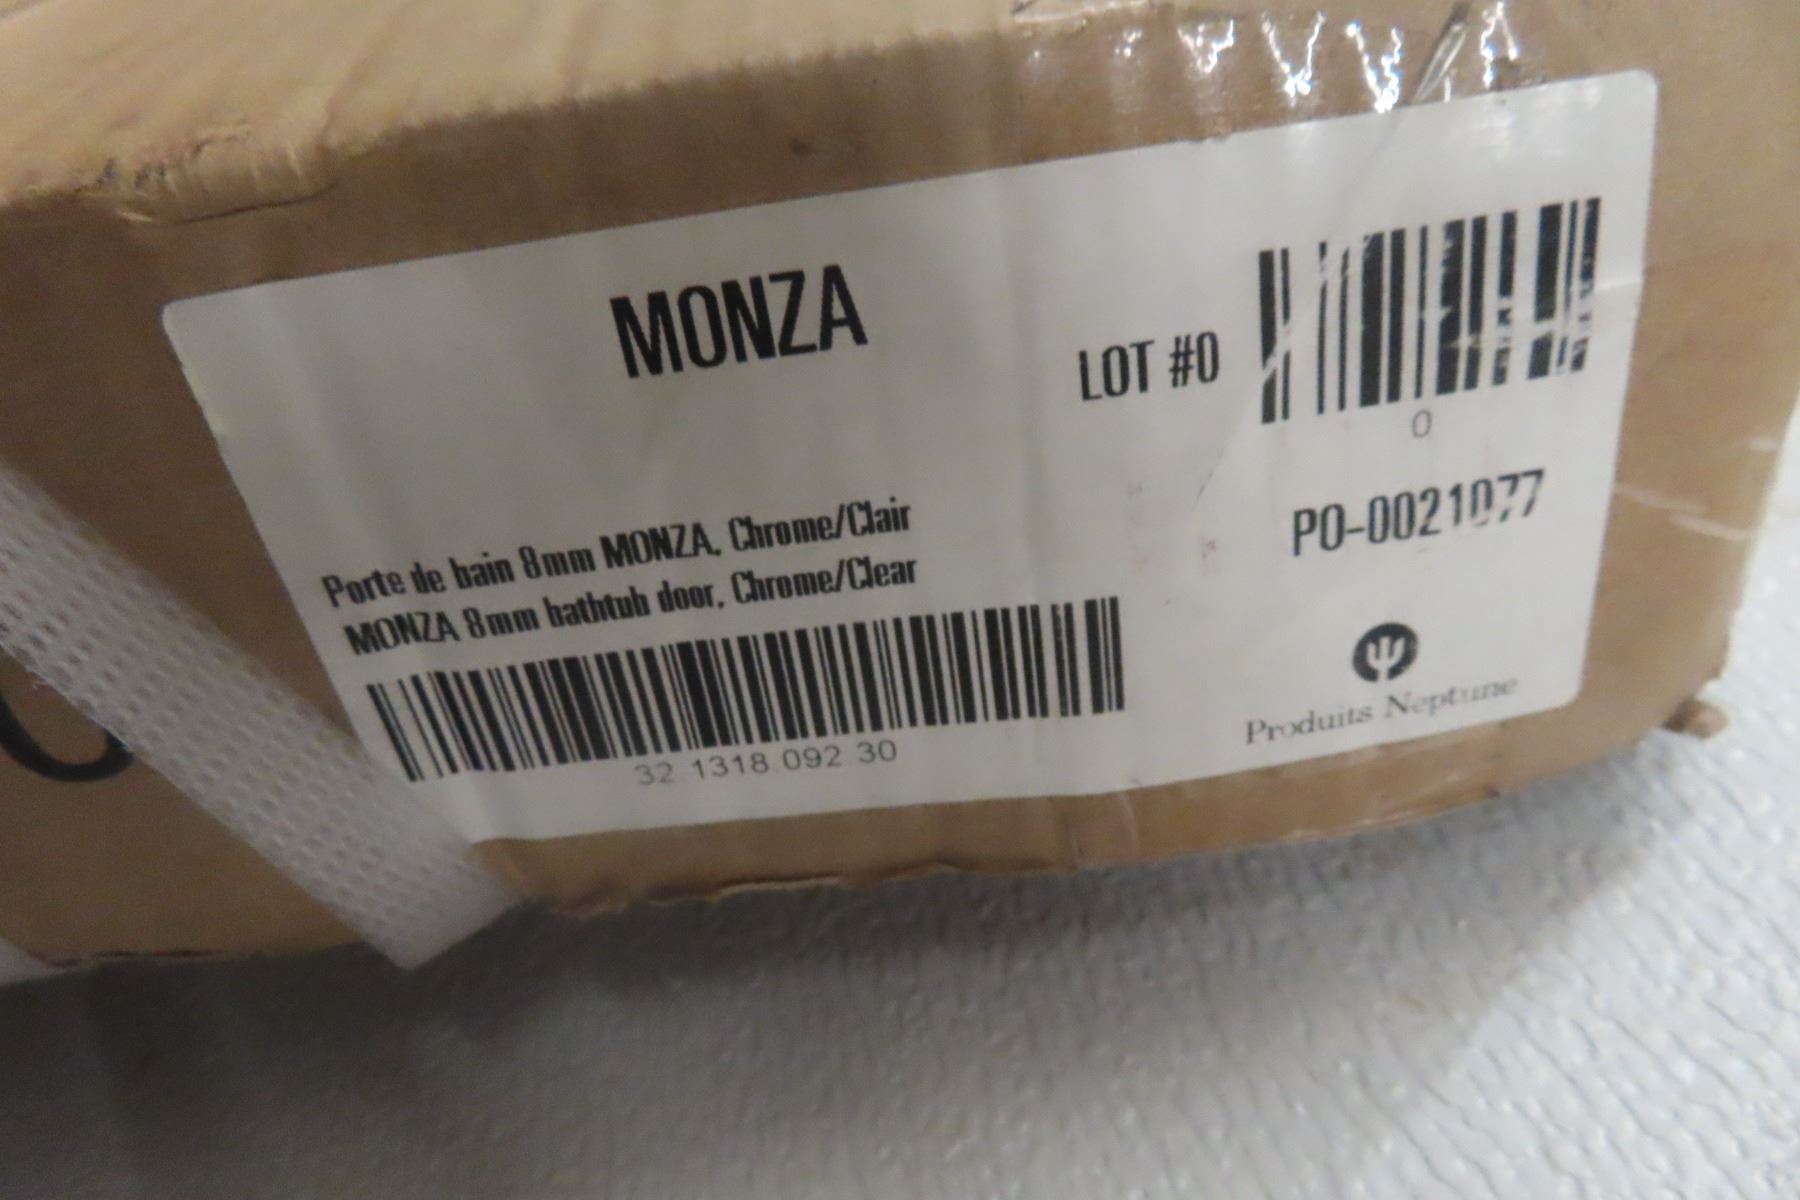 MONZA
LOT #0
0
PO-0021077
Porte de bain 8mm MONZA, Chrome/Clair
MONZA 8mm bathtub door, Chrome/Clear
32 1318 092 30
Produits Neptune